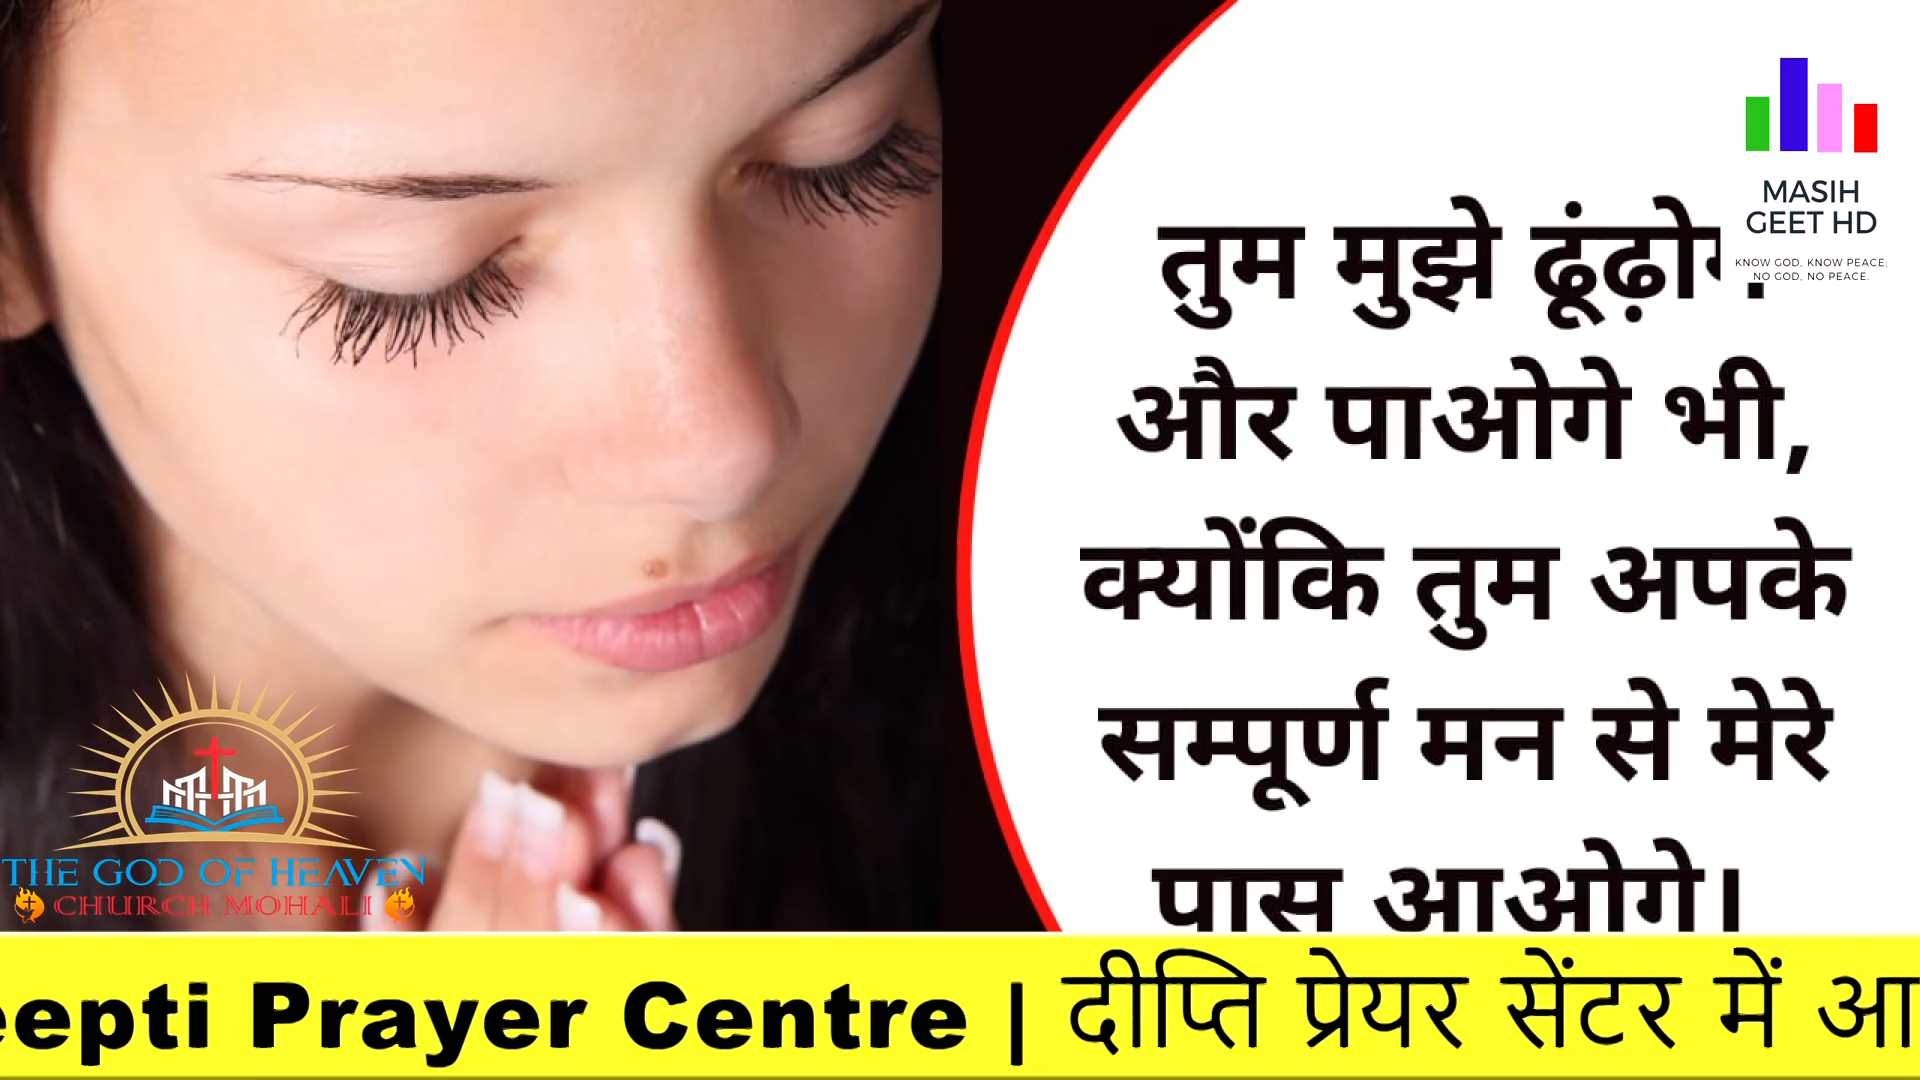 MASIH
GEET HD
KNOW GOD, KNOW PEACE;
NO GOD, NO PEACE.
तुम मुझे
और पाओगे भी,
क्योंकि तुम अपके
सम्पूर्ण मन से मेरे
पास आओगे।
THE GOD OF HEAVEN
CHURCH MOHALI
Prayer Centre | दीप्ति प्रेयर सेंटर में